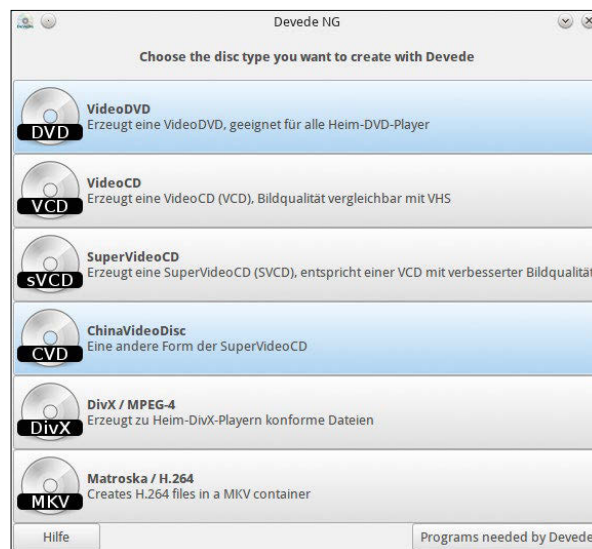 Devede NG
Choose the disc type you want to create with Devede
DVD
VideoDVD
Erzeugt eine VideoDVD, geeignet für alle Heim-DVD-Player
VCD
VideoCD
Erzeugt eine VideoCD (VCD), Bildqualität vergleichbar mit VHS
sVCD
SuperVideoCD
Erzeugt eine SuperVideoCD (SVCD), entspricht einer VCD mit verbesserter Bildqualität
CVD
ChinaVideoDisc
Eine andere Form der SuperVideoCD
DivX
DivX / MPEG-4
Erzeugt zu Heim-DivX-Playern konforme Dateien
MKV
Matroska / H.264
Creates H.264 files in a MKV container
Hilfe
Programs needed by Devede